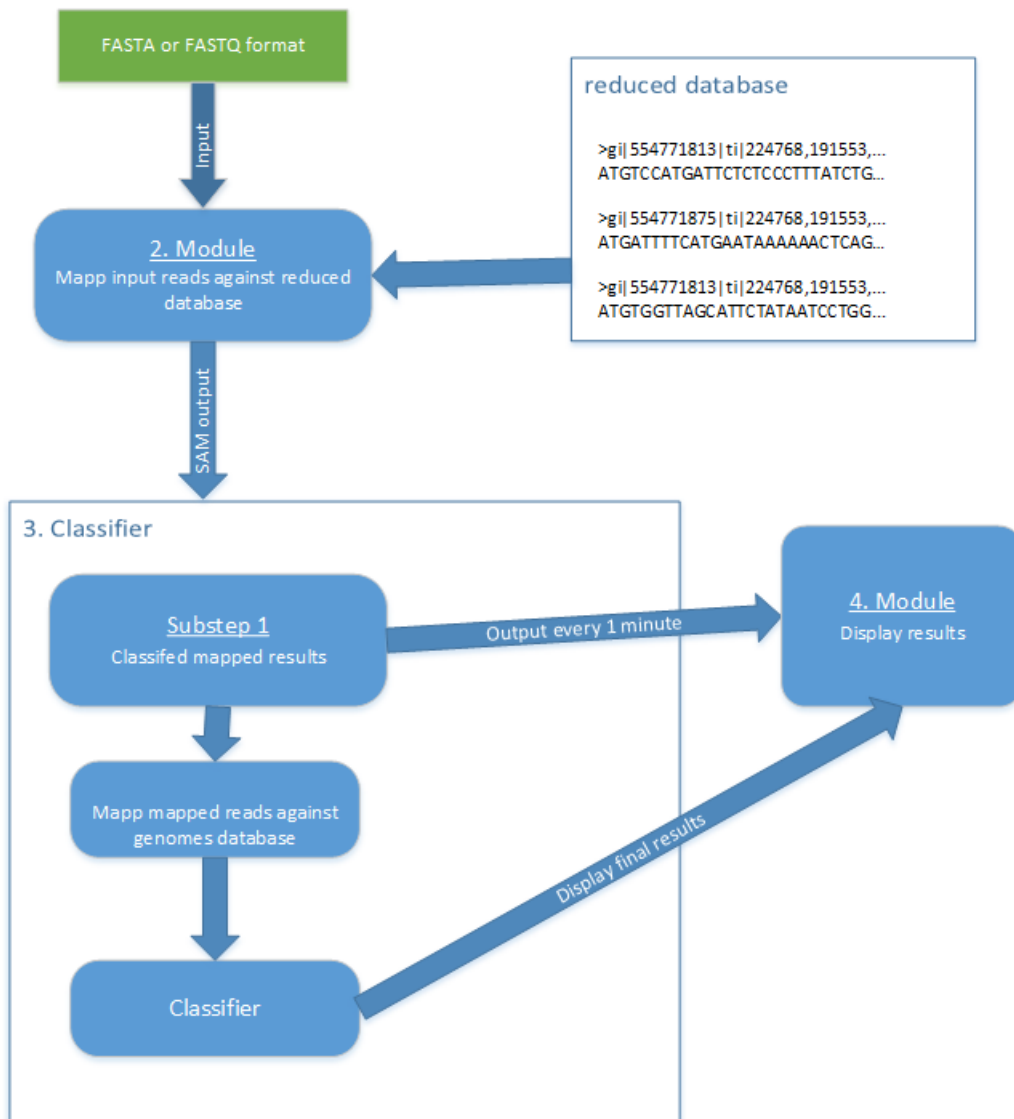 FASTA or FASTQ format
Input
reduced database
>gi|554771813|ti|224768,191553,...
ATGTCCATGATTCTCTCCCTTTATCTG...
>gi|554771875|ti|224768,191553,...
ATGATTTTCATGAATAAAAAACTCAG...
>gi|554771813|ti|224768,191553,...
ATGTGGTTAGCATTCTATAATCCTGG...
2. Module
Mapp input reads against reduced
database
SAM output
3. Classifier
Substep 1
Classifed mapped results
Output every 1 minute
4. Module
Display results
Mapp mapped reads against
genomes database
Display final results
Classifier